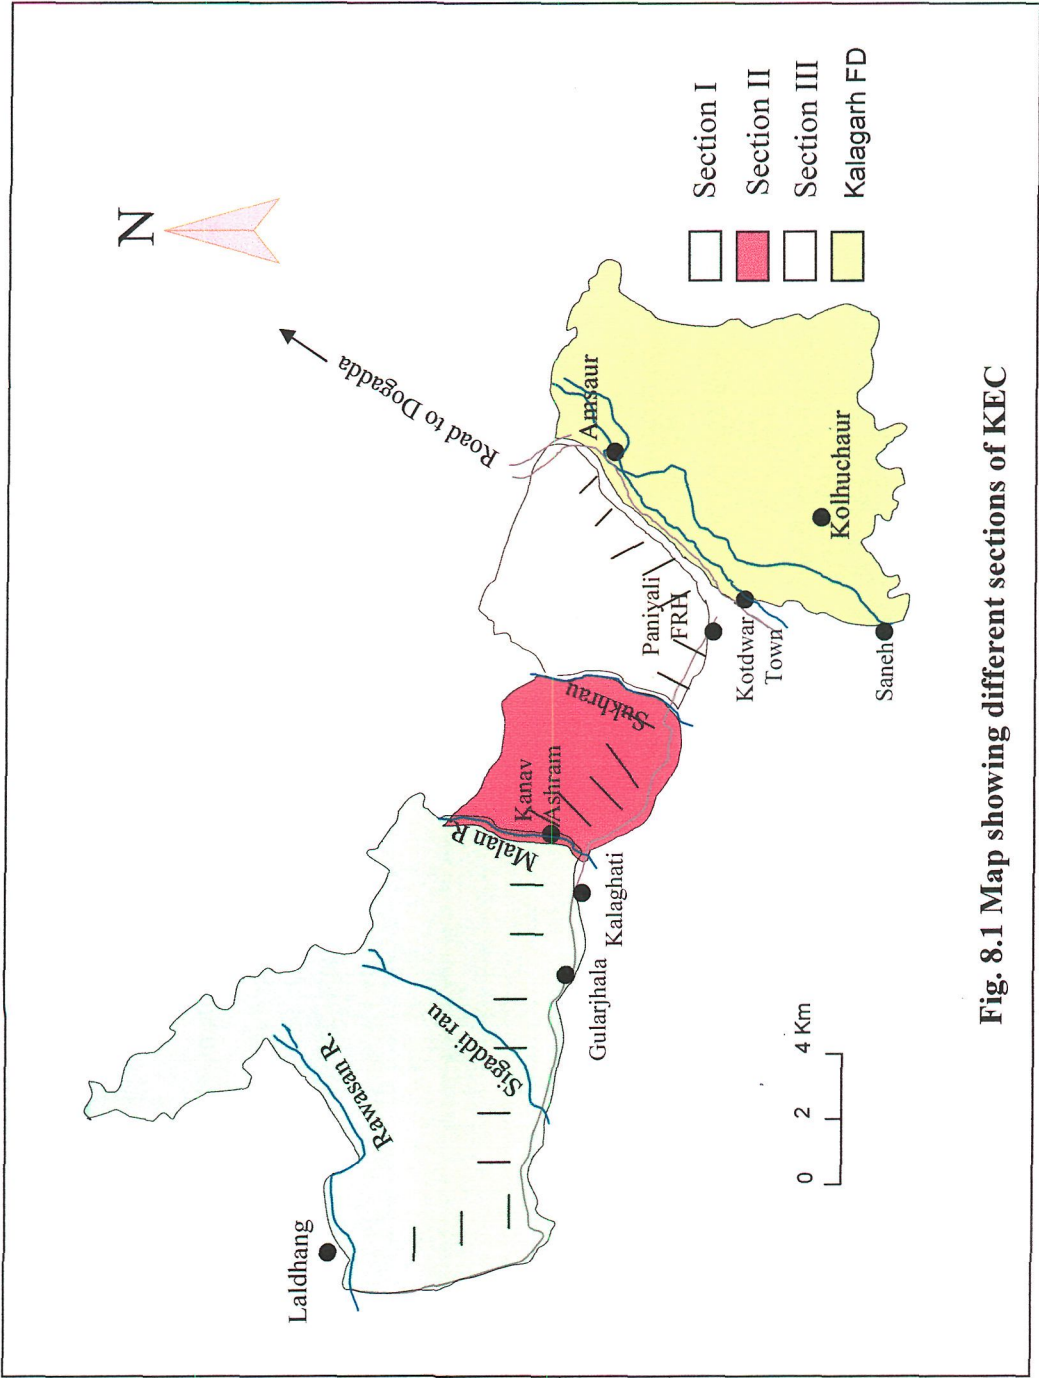 N
Road to Dogadda
Amsaur
Kolhuchaur
Paniyali
FRH
Kotdwar
Town
Saneh
Sukhrau
Kanav
Ashram
Malan R
Kalaghati
Gularjhala
Sigaddi rau
Rawasan R.
Laldhang
Section I
Section II
Section III
Kalagarh FD
0 2 4 Km
Fig. 8.1 Map showing different sections of KEC